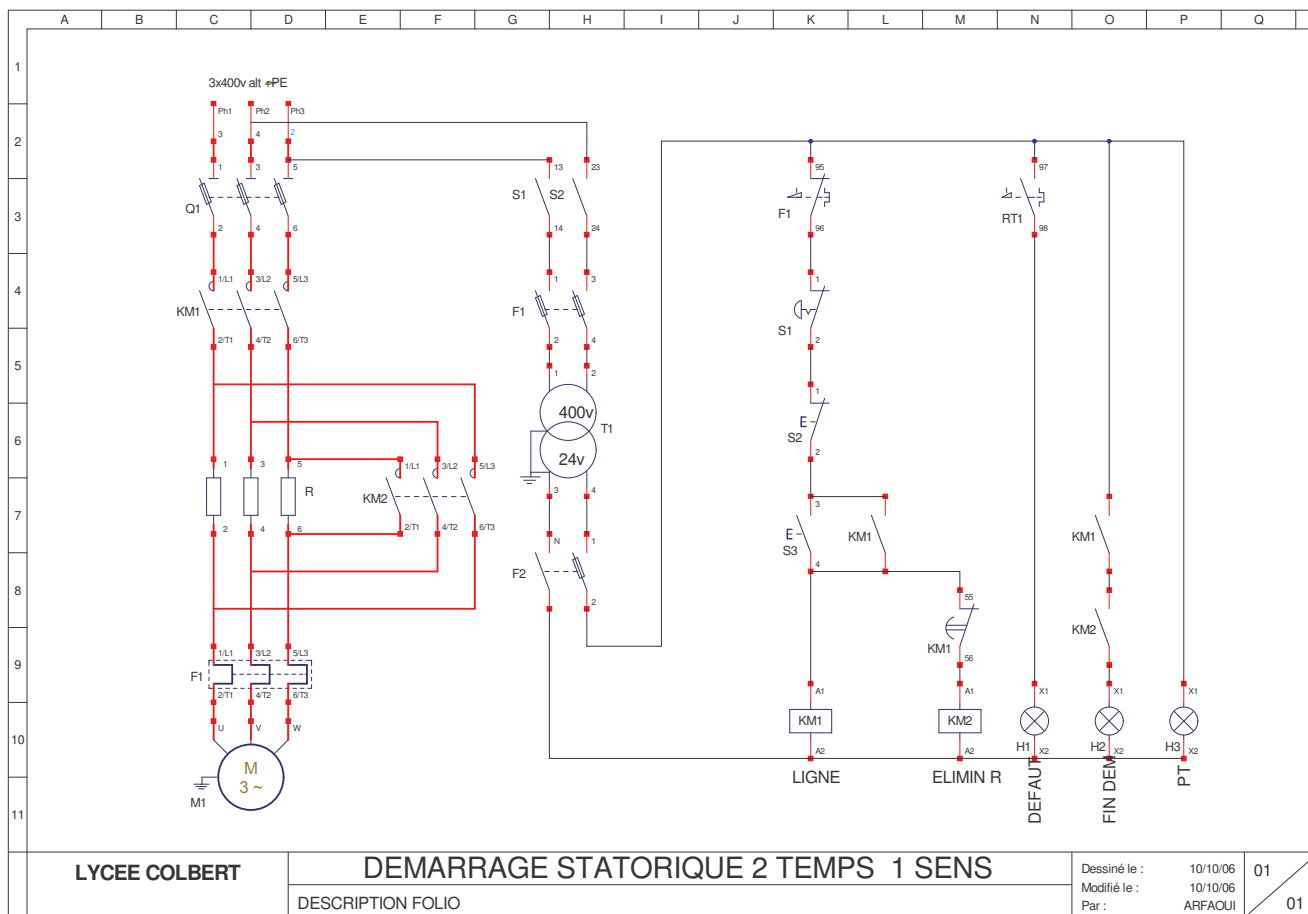 A B C D E F G H I J K L M N O P Q
1
3x400v alt +PE
Ph1 Ph2 Ph3
2
3 4 2
1 3 5 13 23 95 97
3
Q1 S1 S2 F1 RT1
2 4 6 14 24 96 98
4
1/L1 3/L2 5/L3 1 3 1
KM1 F1 S1
2/T1 4/T2 6/T3 2 4 2
5
1 2 1
400v
T1
S2
6
24v
2
1 3 5 1/L1 3/L2 5/L3
R KM2
3 4 3
7
2 4 6 2/T1 4/T2 6/T3
N 1
S3 KM1 KM1
4
F2
8
2
55
KM1 KM2
56
9
1/L1 3/L2 5/L3
F1
2/T1 4/T2 6/T3
A1 A1 X1 X1 X1
U V W
10
KM1 KM2 H1 H2 H3
A2 A2 X2 X2 X2
M
3 ~
M1
LIGNE ELIMIN R DEFAUT FIN DEM PT
11
LYCEE COLBERT
DEMARRAGE STATORIQUE 2 TEMPS 1 SENS
DESCRIPTION FOLIO
Dessiné le : 10/10/06
Modifié le : 10/10/06
Par : ARFAOUI
01
01